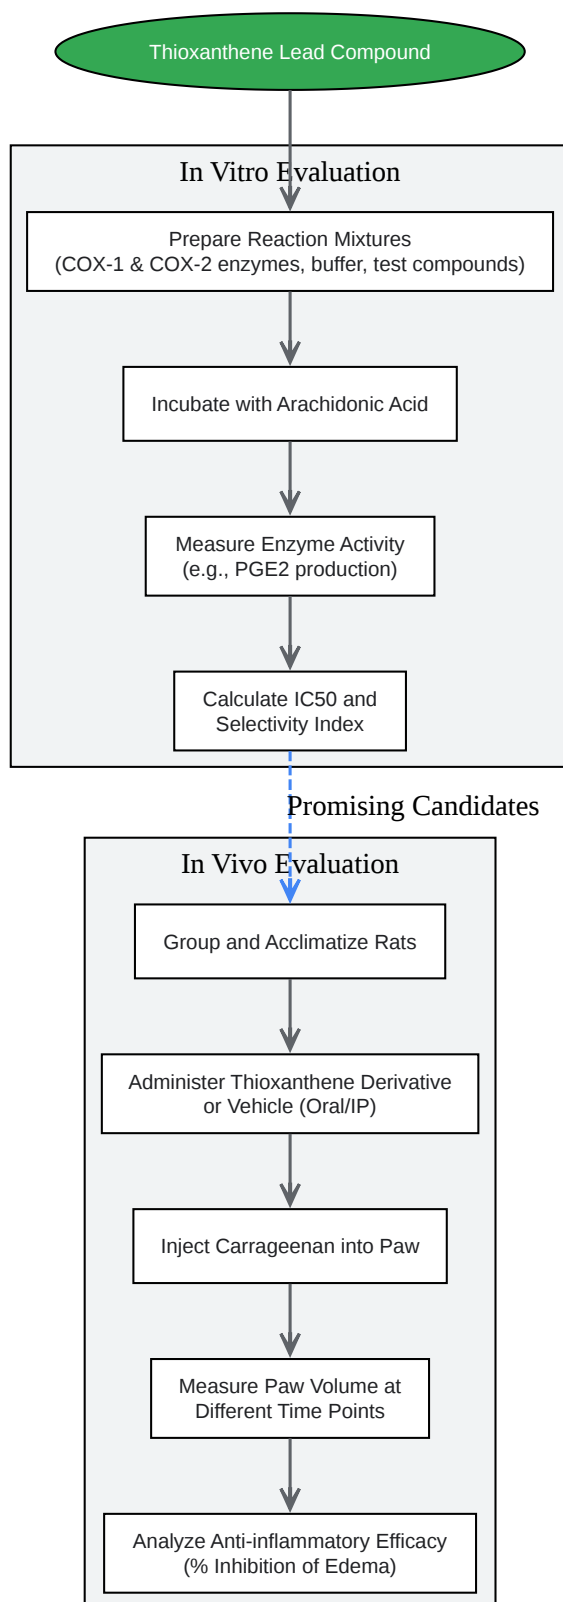 Thioxanthene Lead Compound
In Vitro Evaluation
Prepare Reaction Mixtures
(COX-1 & COX-2 enzymes, buffer, test compounds)
Incubate with Arachidonic Acid
Measure Enzyme Activity
(e.g., PGE2 production)
Calculate IC50 and
Selectivity Index
Promising Candidates
In Vivo Evaluation
Group and Acclimatize Rats
Administer Thioxanthene Derivative
or Vehicle (Oral/IP)
Inject Carrageenan into Paw
Measure Paw Volume at
Different Time Points
Analyze Anti-inflammatory Efficacy
(% Inhibition of Edema)